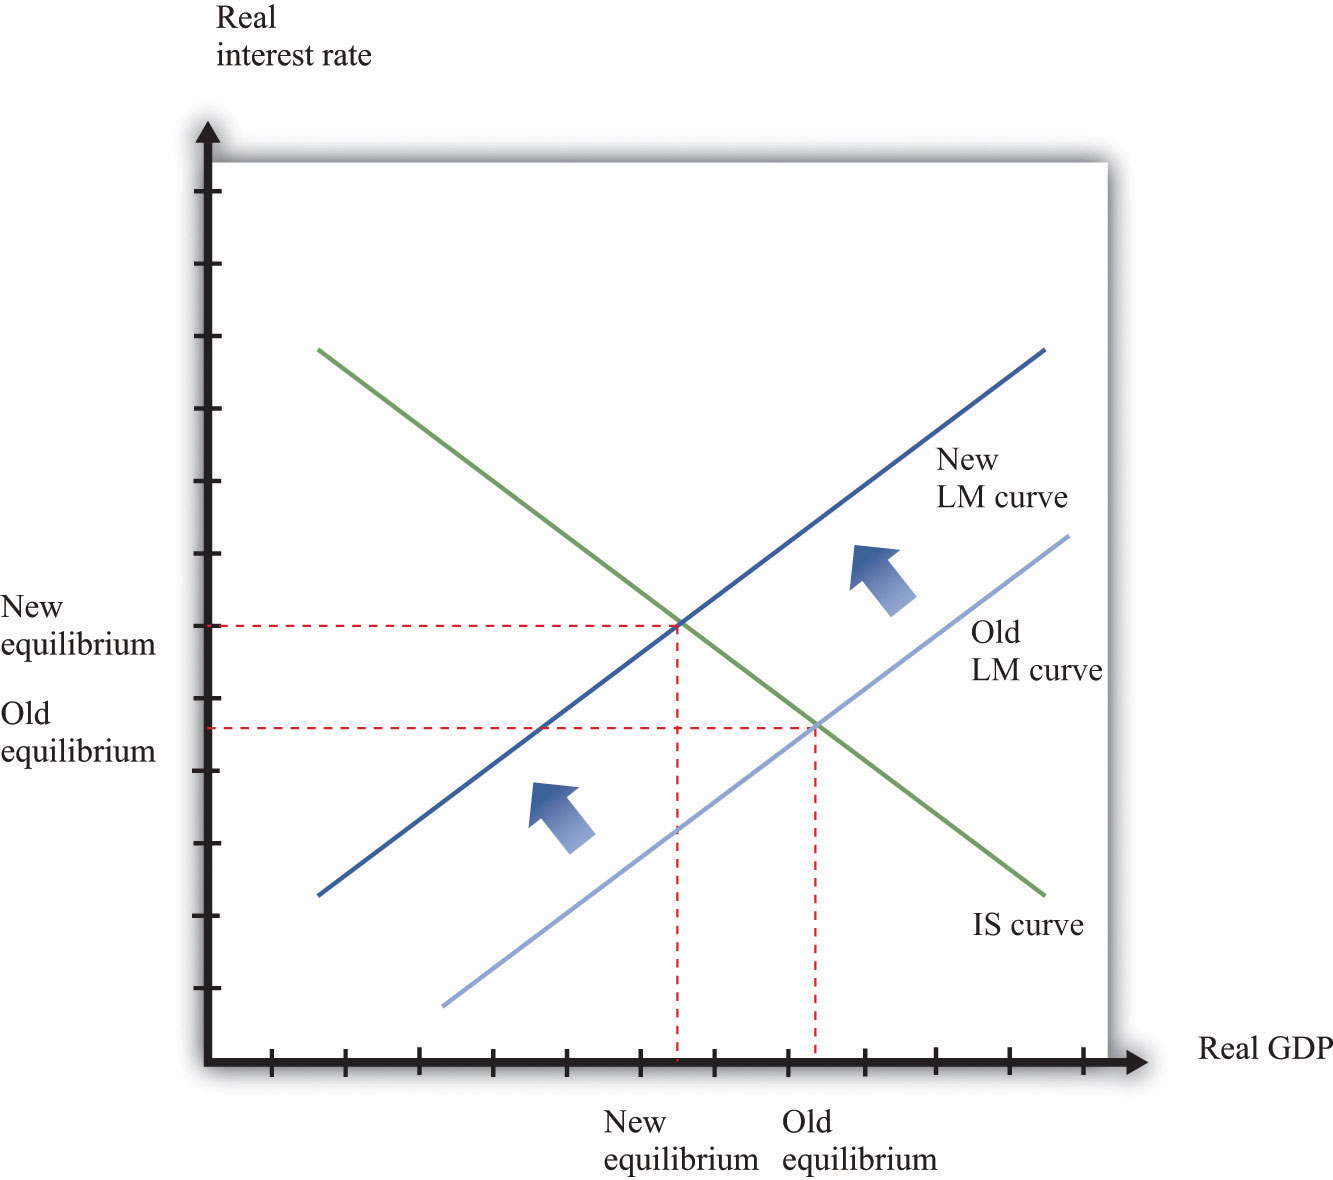 Real
interest rate
New
LM curve
New
equilibrium
Old
LM curve
Old
equilibrium
IS curve
Real GDP
New
equilibrium
Old
equilibrium